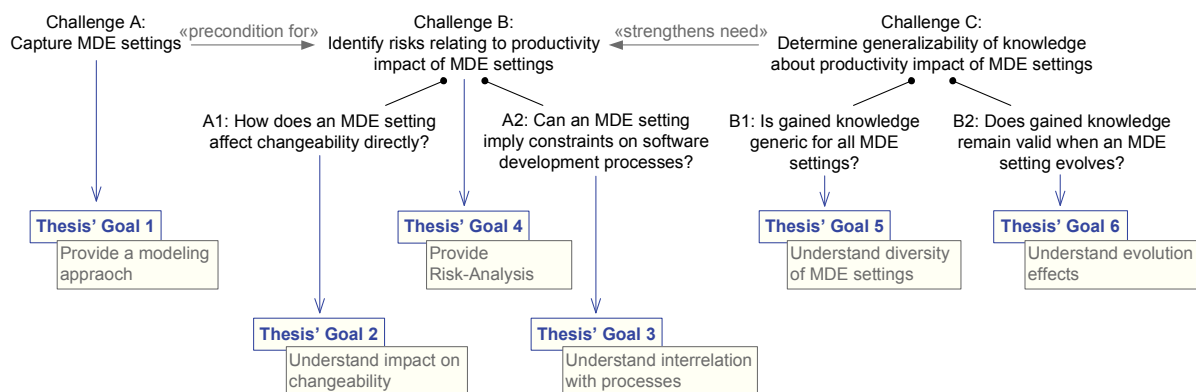 Challenge A:
Capture MDE settings
«precondition for»
Challenge B:
Identify risks relating to productivity
impact of MDE settings
«strengthens need»
Challenge C:
Determine generalizability of knowledge
about productivity impact of MDE settings
A1: How does an MDE setting
affect changeability directly?
A2: Can an MDE setting
imply constraints on software
development processes?
B1: Is gained knowledge
generic for all MDE
settings?
B2: Does gained knowledge
remain valid when an MDE
setting evolves?
Thesis’ Goal 1
Provide a modeling
appraoch
Thesis’ Goal 4
Provide
Risk-Analysis
Thesis’ Goal 5
Understand diversity
of MDE settings
Thesis’ Goal 6
Understand evolution
effects
Thesis’ Goal 2
Understand impact on
changeability
Thesis’ Goal 3
Understand interrelation
with processes